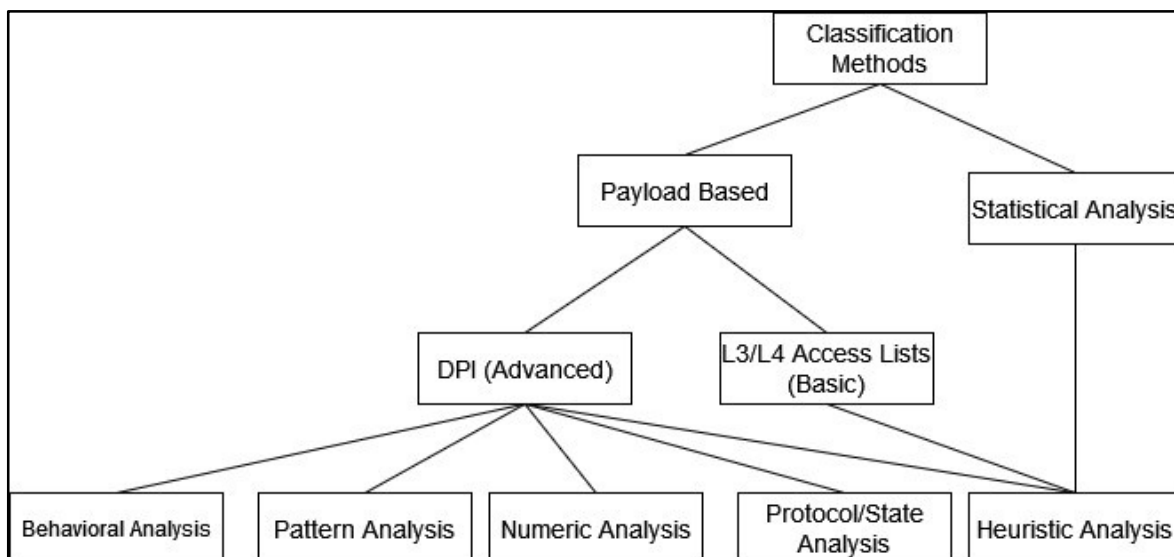 Classification
Methods
Payload Based
Statistical Analysis
DPI (Advanced)
L3/L4 Access Lists
(Basic)
Behavioral Analysis
Pattern Analysis
Numeric Analysis
Protocol/State
Analysis
Heuristic Analysis